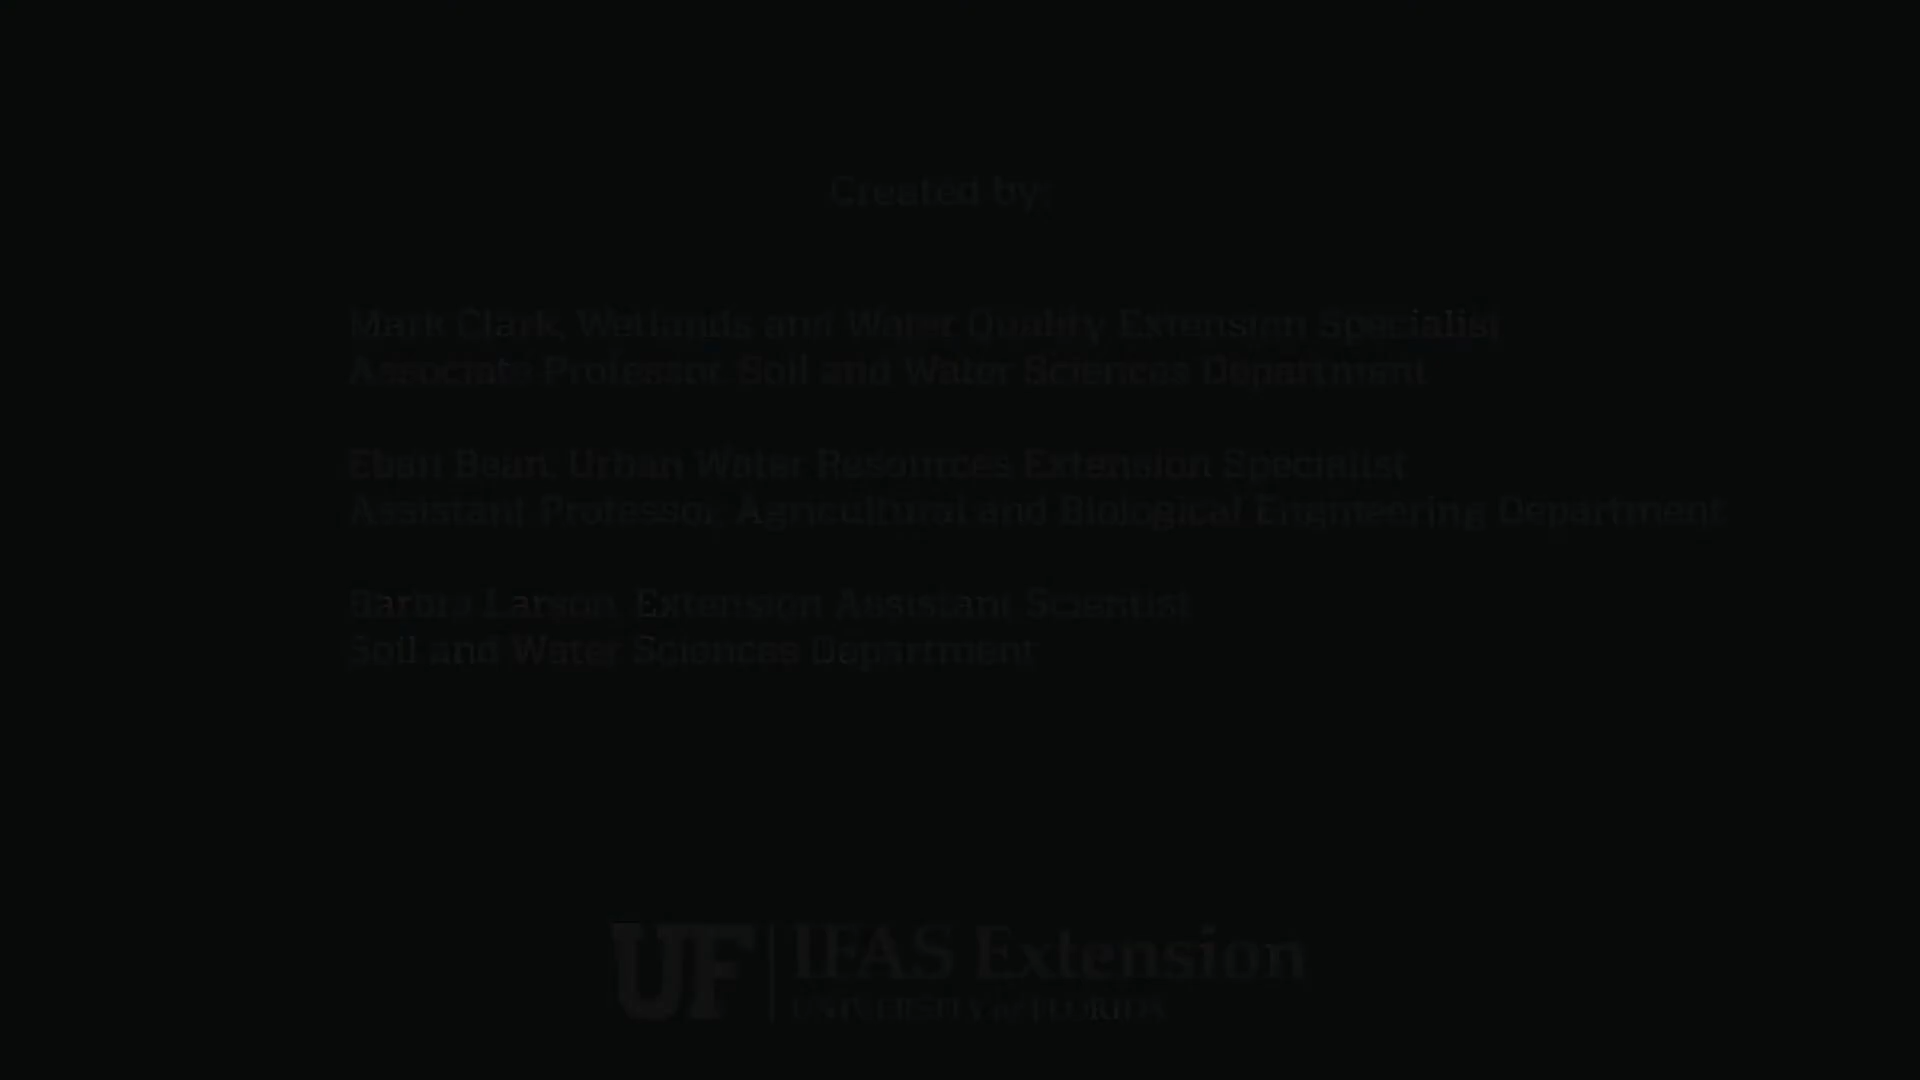 Created by:
Mark Clark, Wetlands and Water Quality Extension Specialist
Associate Professor, Soil and Water Sciences Department
Eban Bean, Urban Water Resources Extension Specialist
Assistant Professor, Agricultural and Biological Engineering Department
Barbra Larson, Extension Assistant Scientist
Soil and Water Sciences Department
UF IFAS Extension
UNIVERSITY of FLORIDA